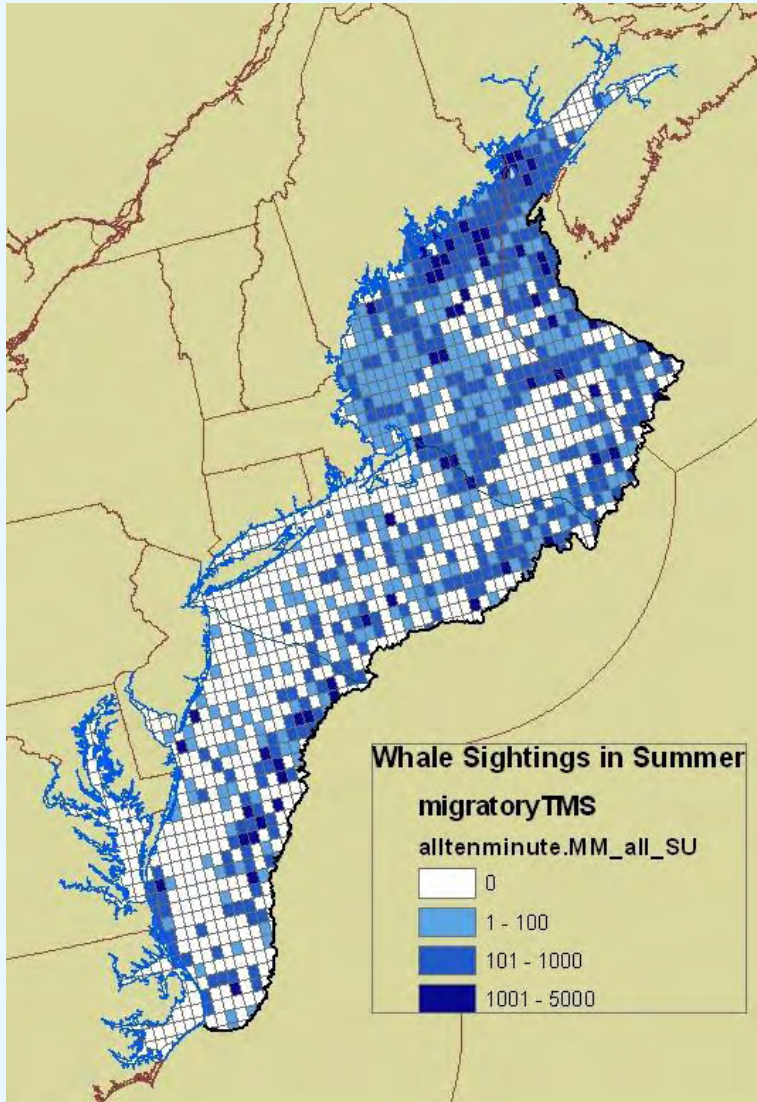 Whale Sightings in Summer
migratoryTMS
alltenminute.MM_all_SU
0
1 - 100
101 - 1000
1001 - 5000